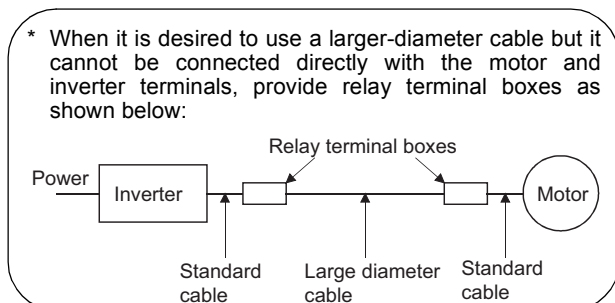 * When it is desired to use a larger-diameter cable but it
cannot be connected directly with the motor and
inverter terminals, provide relay terminal boxes as
shown below:
Relay terminal boxes
Power
Inverter
Motor
Standard
cable
Large diameter
cable
Standard
cable